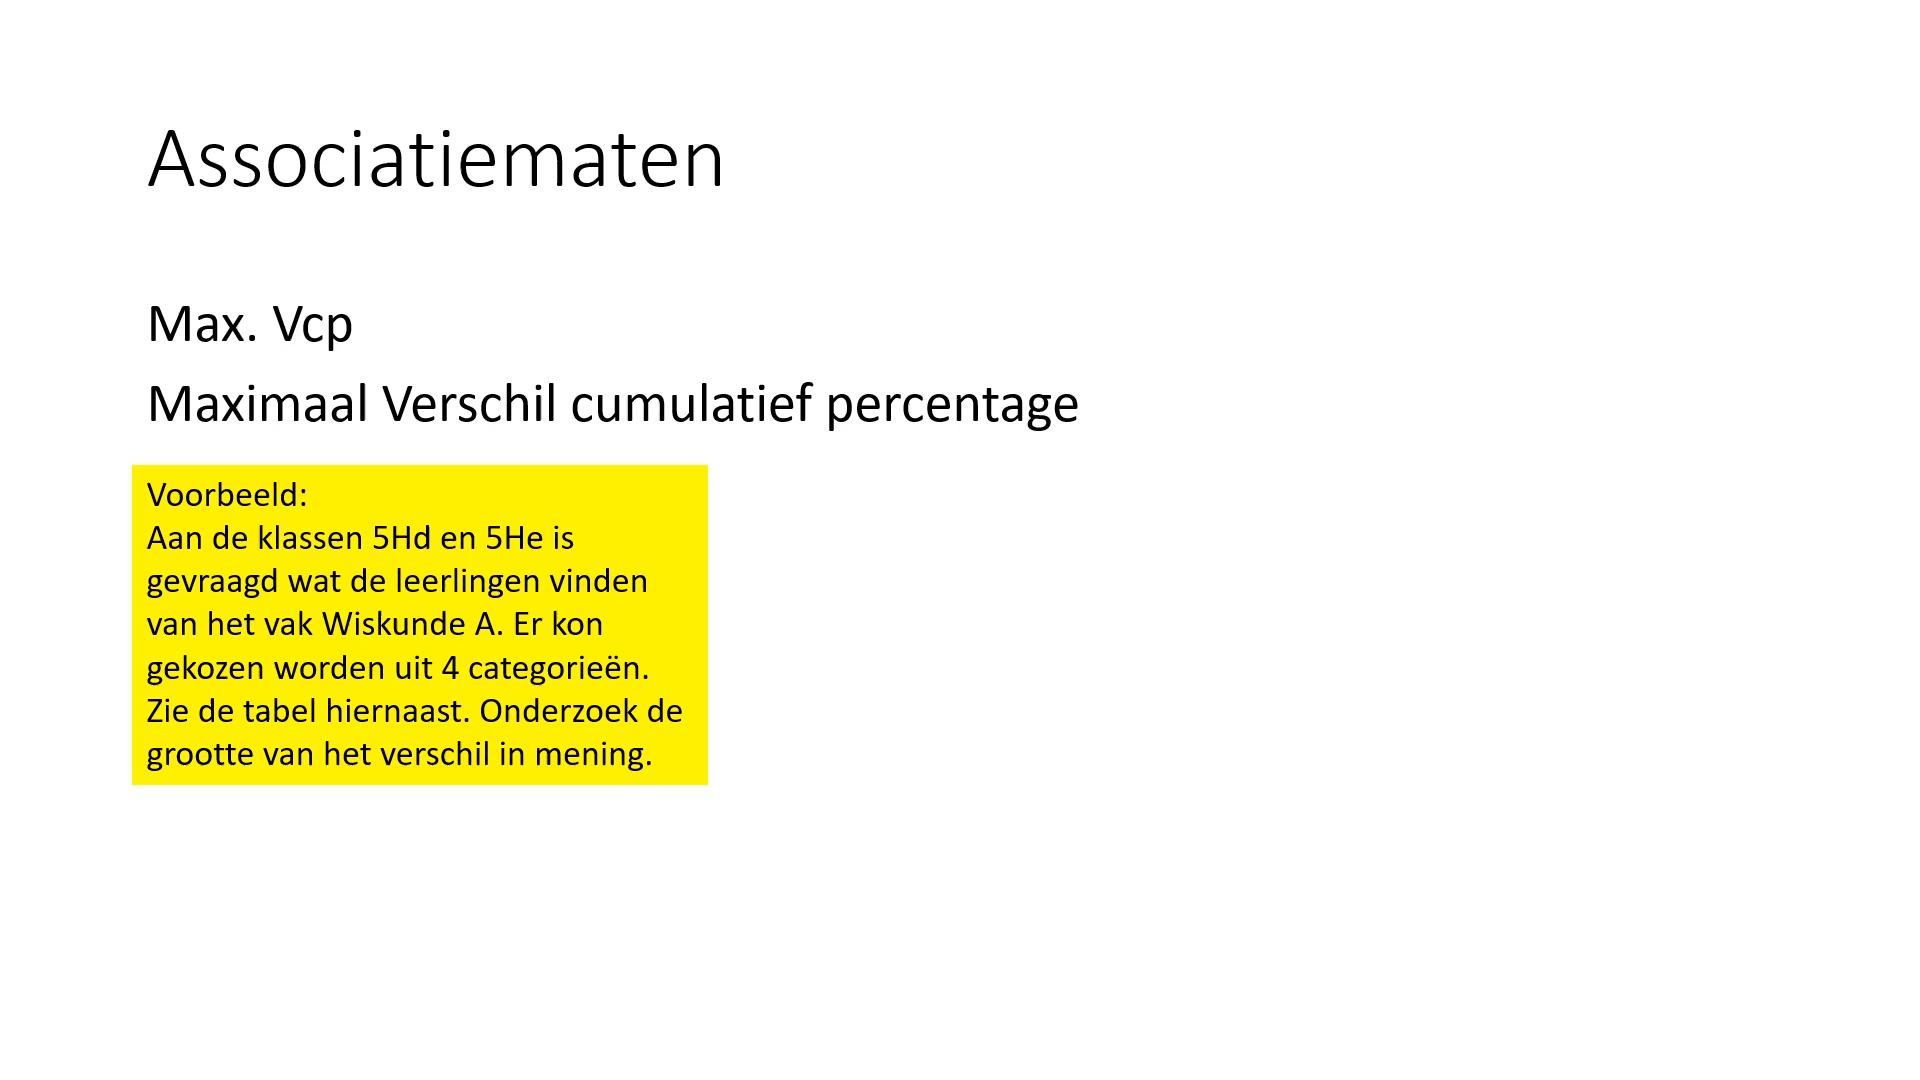 Associatiematen
Max. Vcp
Maximaal Verschil cumulatief percentage
Voorbeeld:
Aan de klassen 5Hd en 5He is
gevraagd wat de leerlingen vinden
van het vak Wiskunde A. Er kon
gekozen worden uit 4 categorieën.
Zie de tabel hiernaast. Onderzoek de
grootte van het verschil in mening.